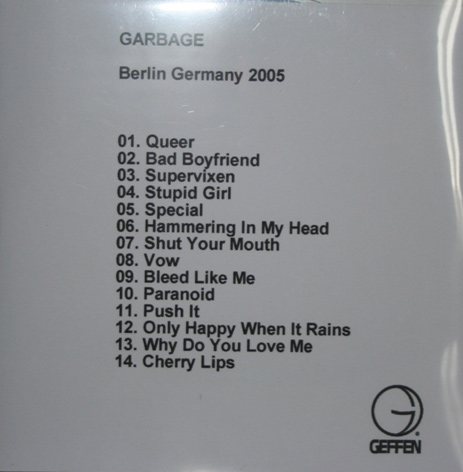 GARBAGE
Berlin Germany 2005
01. Queer
02. Bad Boyfriend
03. Supervixen
04. Stupid Girl
05. Special
06. Hammering In My Head
07. Shut Your Mouth
08. Vow
09. Bleed Like Me
10. Paranoid
11. Push It
12. Only Happy When It Rains
13. Why Do You Love Me
14. Cherry Lips
G
GEFFEN